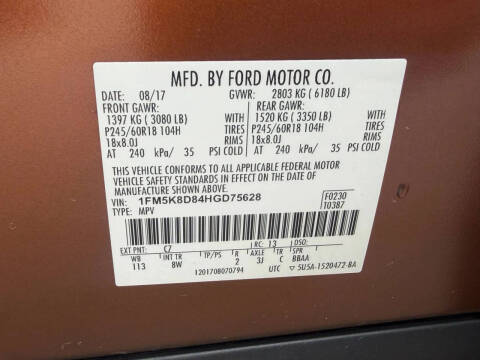 MFD. BY FORD MOTOR CO.
DATE: 08/17 GVWR: 2803 KG ( 6180 LB)
FRONT GAWR: REAR GAWR:
1397 KG ( 3080 LB) WITH 1520 KG ( 3350 LB) WITH
P245/60R18 104H TIRES P245/60R18 104H TIRES
18x8.0J RIMS 18x8.0J RIMS
AT 240 kPa/ 35 PSI COLD AT 240 kPa/ 35 PSI COLD
THIS VEHICLE CONFORMS TO ALL APPLICABLE FEDERAL MOTOR
VEHICLE SAFETY STANDARDS IN EFFECT ON THE DATE OF
MANUFACTURE SHOWN ABOVE.
VIN: 1FM5K8D84HGD75628 F0230
TYPE: MPV T0387
EXT PNT: C7 RC: 13 DSO:
WB INT TR TP/PS R AXLE TR SPR
113 8W 2 3J C BBAA
1201708070794 UTC ▽ 5U5A-1520472-BA